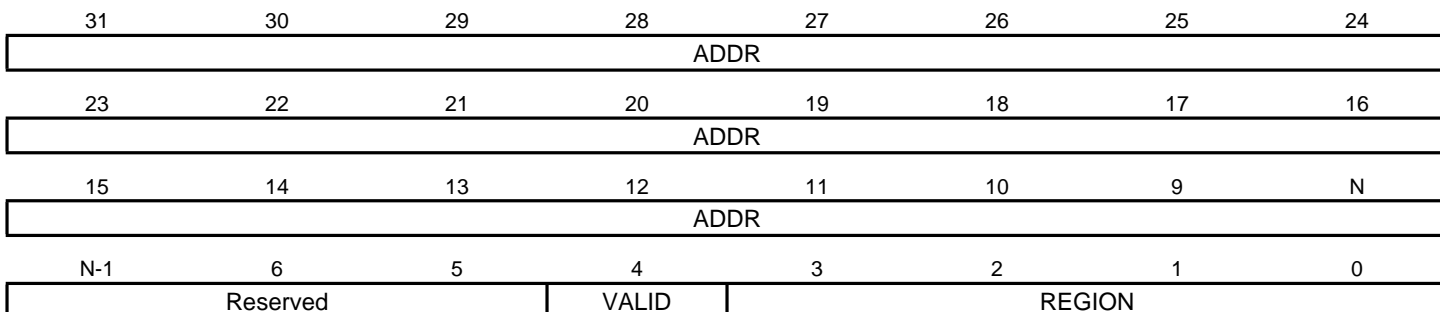 31 30 29 28 27 26 25 24
ADDR
23 22 21 20 19 18 17 16
ADDR
15 14 13 12 11 10 9 N
ADDR
N-1 6 5 4 3 2 1 0
Reserved VALID REGION